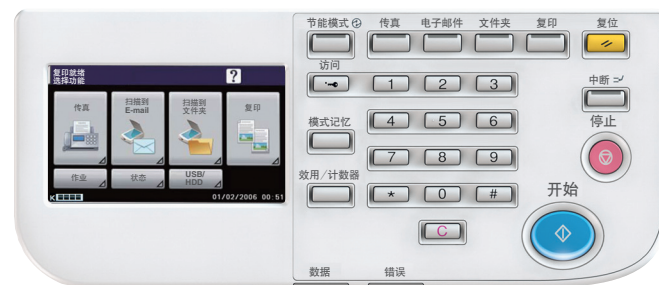 节能模式 传真 电子邮件 文件夹 复印 复位
访问
中断
模式记忆
停止
效用/计数器
开始
数据 错误
1 2 3
4 5 6
7 8 9
* 0 #
C
复印就绪
选择功能
?
传真
扫描到
E-mail
扫描到
文件夹
复印
作业
状态
USB/
HDD
K
01/02/2006 00:51